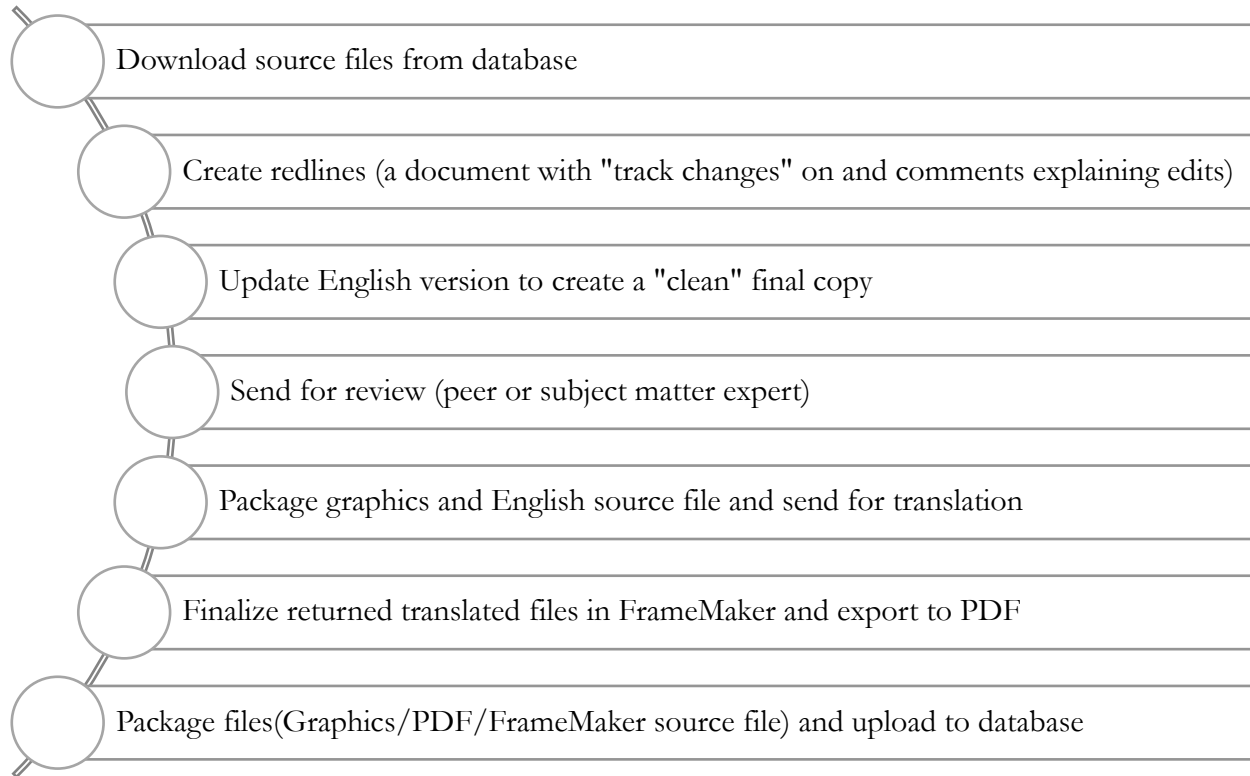 Download source files from database
Create redlines (a document with "track changes" on and comments explaining edits)
Update English version to create a "clean" final copy
Send for review (peer or subject matter expert)
Package graphics and English source file and send for translation
Finalize returned translated files in FrameMaker and export to PDF
Package files(Graphics/PDF/FrameMaker source file) and upload to database